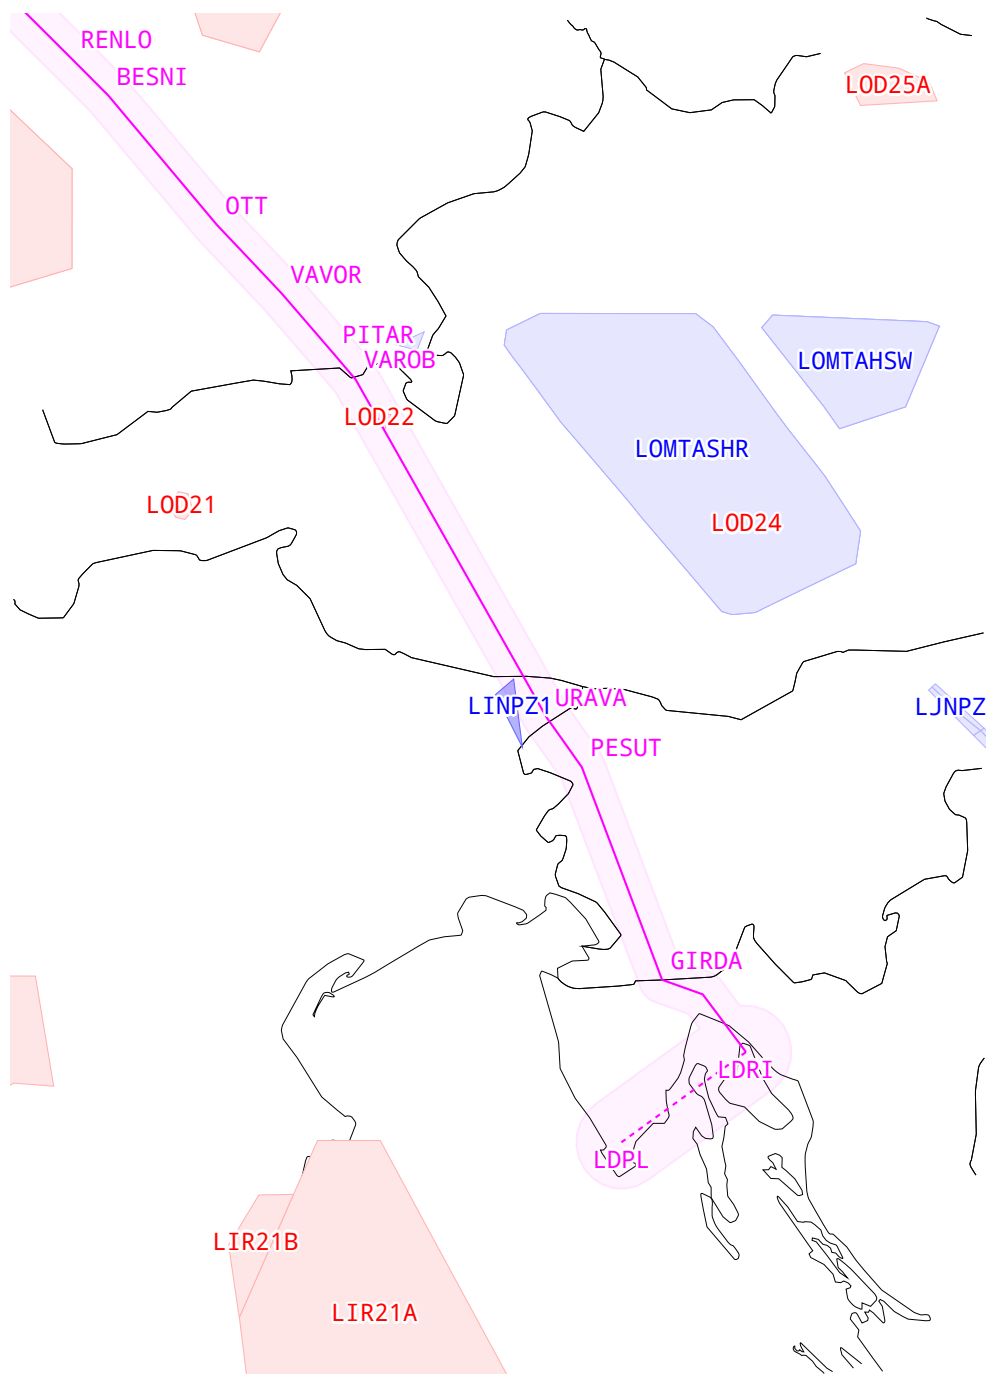 RENLO
BESNI
LOD25A
OTT
VAVOR
PITAR
VAROB
LOMTAHSW
LOD22
LOMTASHR
LOD21
LOD24
URAVA
LINPZ1
LJNPZ
PESUT
GIRDA
LDRI
LDPL
LIR21B
LIR21A